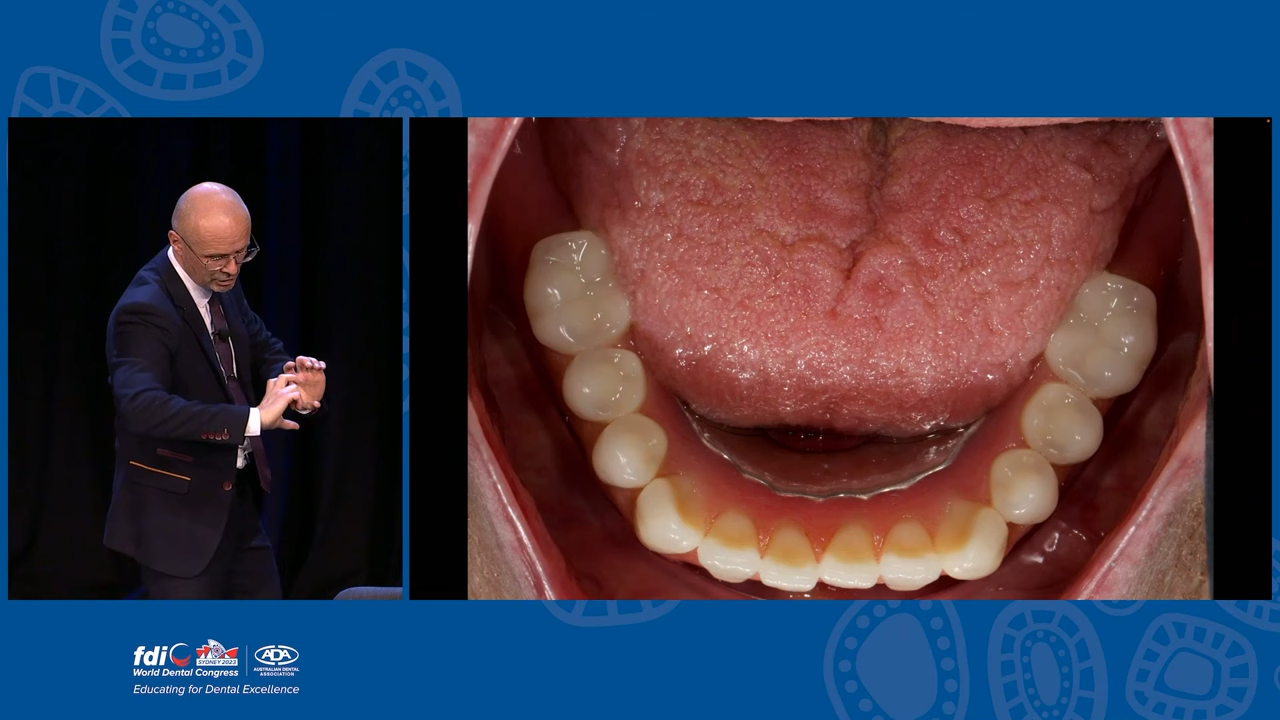 fdi
SYDNEY 2023
World Dental Congress
ADA
AUSTRALIAN DENTAL
ASSOCIATION
Educating for Dental Excellence